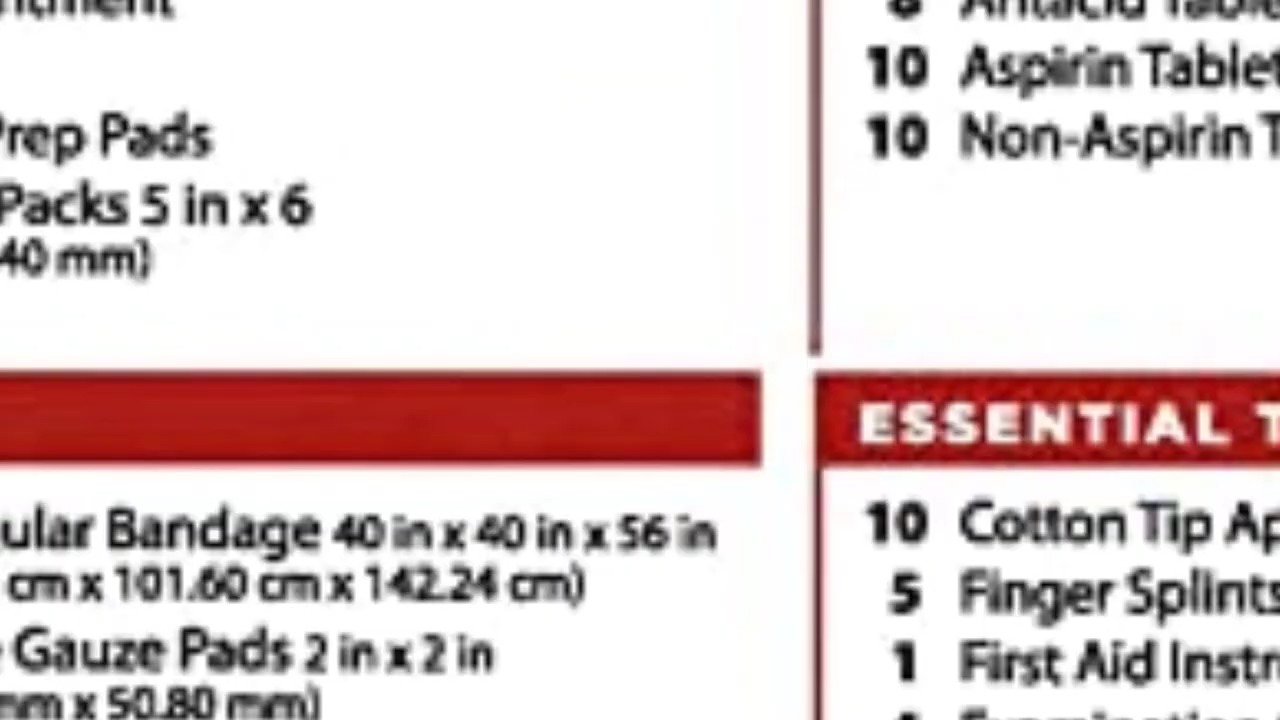 Prep Pads
Packs 5 in x 6
40 mm)
10 Aspirin Tablet
10 Non-Aspirin T
ular Bandage 40 in x 40 in x 56 in
cm x 101.60 cm x 142.24 cm)
Gauze Pads 2 in x 2 in
mm x 50.80 mm)
ESSENTIAL T
10 Cotton Tip Ap
5 Finger Splints
1 First Aid Instr